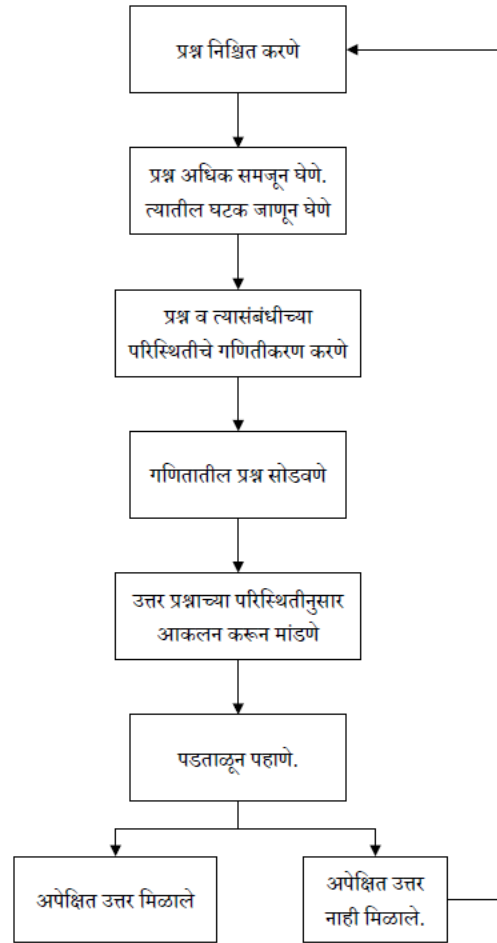 प्रश्न निश्चित करणे
प्रश्न अधिक समजून घेणे.
त्यातील घटक जाणून घेणे
प्रश्न व त्यासंबंधीच्या
परिस्थितीचे गणितीकरण करणे
गणितातील प्रश्न सोडवणे
उत्तर प्रश्नाच्या परिस्थितीनुसार
आकलन करून मांडणे
पडताळून पहाणे.
अपेक्षित उत्तर मिळाले
अपेक्षित उत्तर
नाही मिळाले.